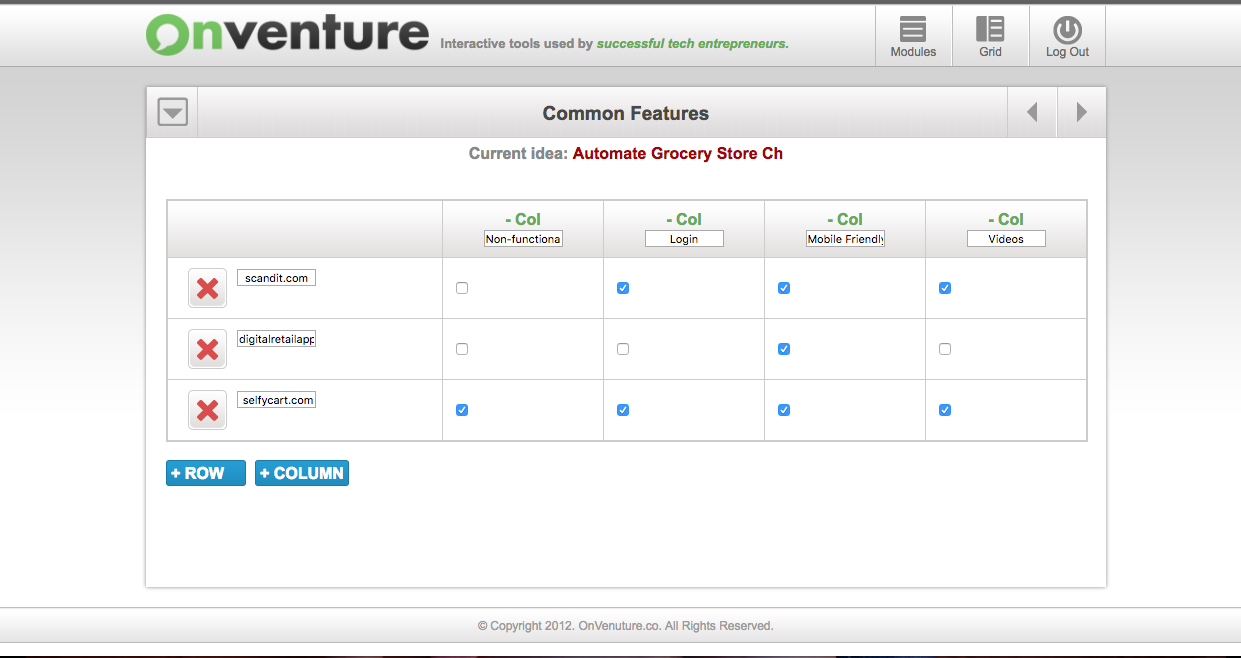 Onventure Interactive tools used by successful tech entrepreneurs.
Modules Grid Log Out
Common Features
Current idea: Automate Grocery Store Ch
- Col - Col - Col - Col
Non-functiona Login Mobile Friendly Videos
scandit.com
digitalretailapp
selfycart.com
+ ROW + COLUMN
© Copyright 2012. OnVenuture.co. All Rights Reserved.